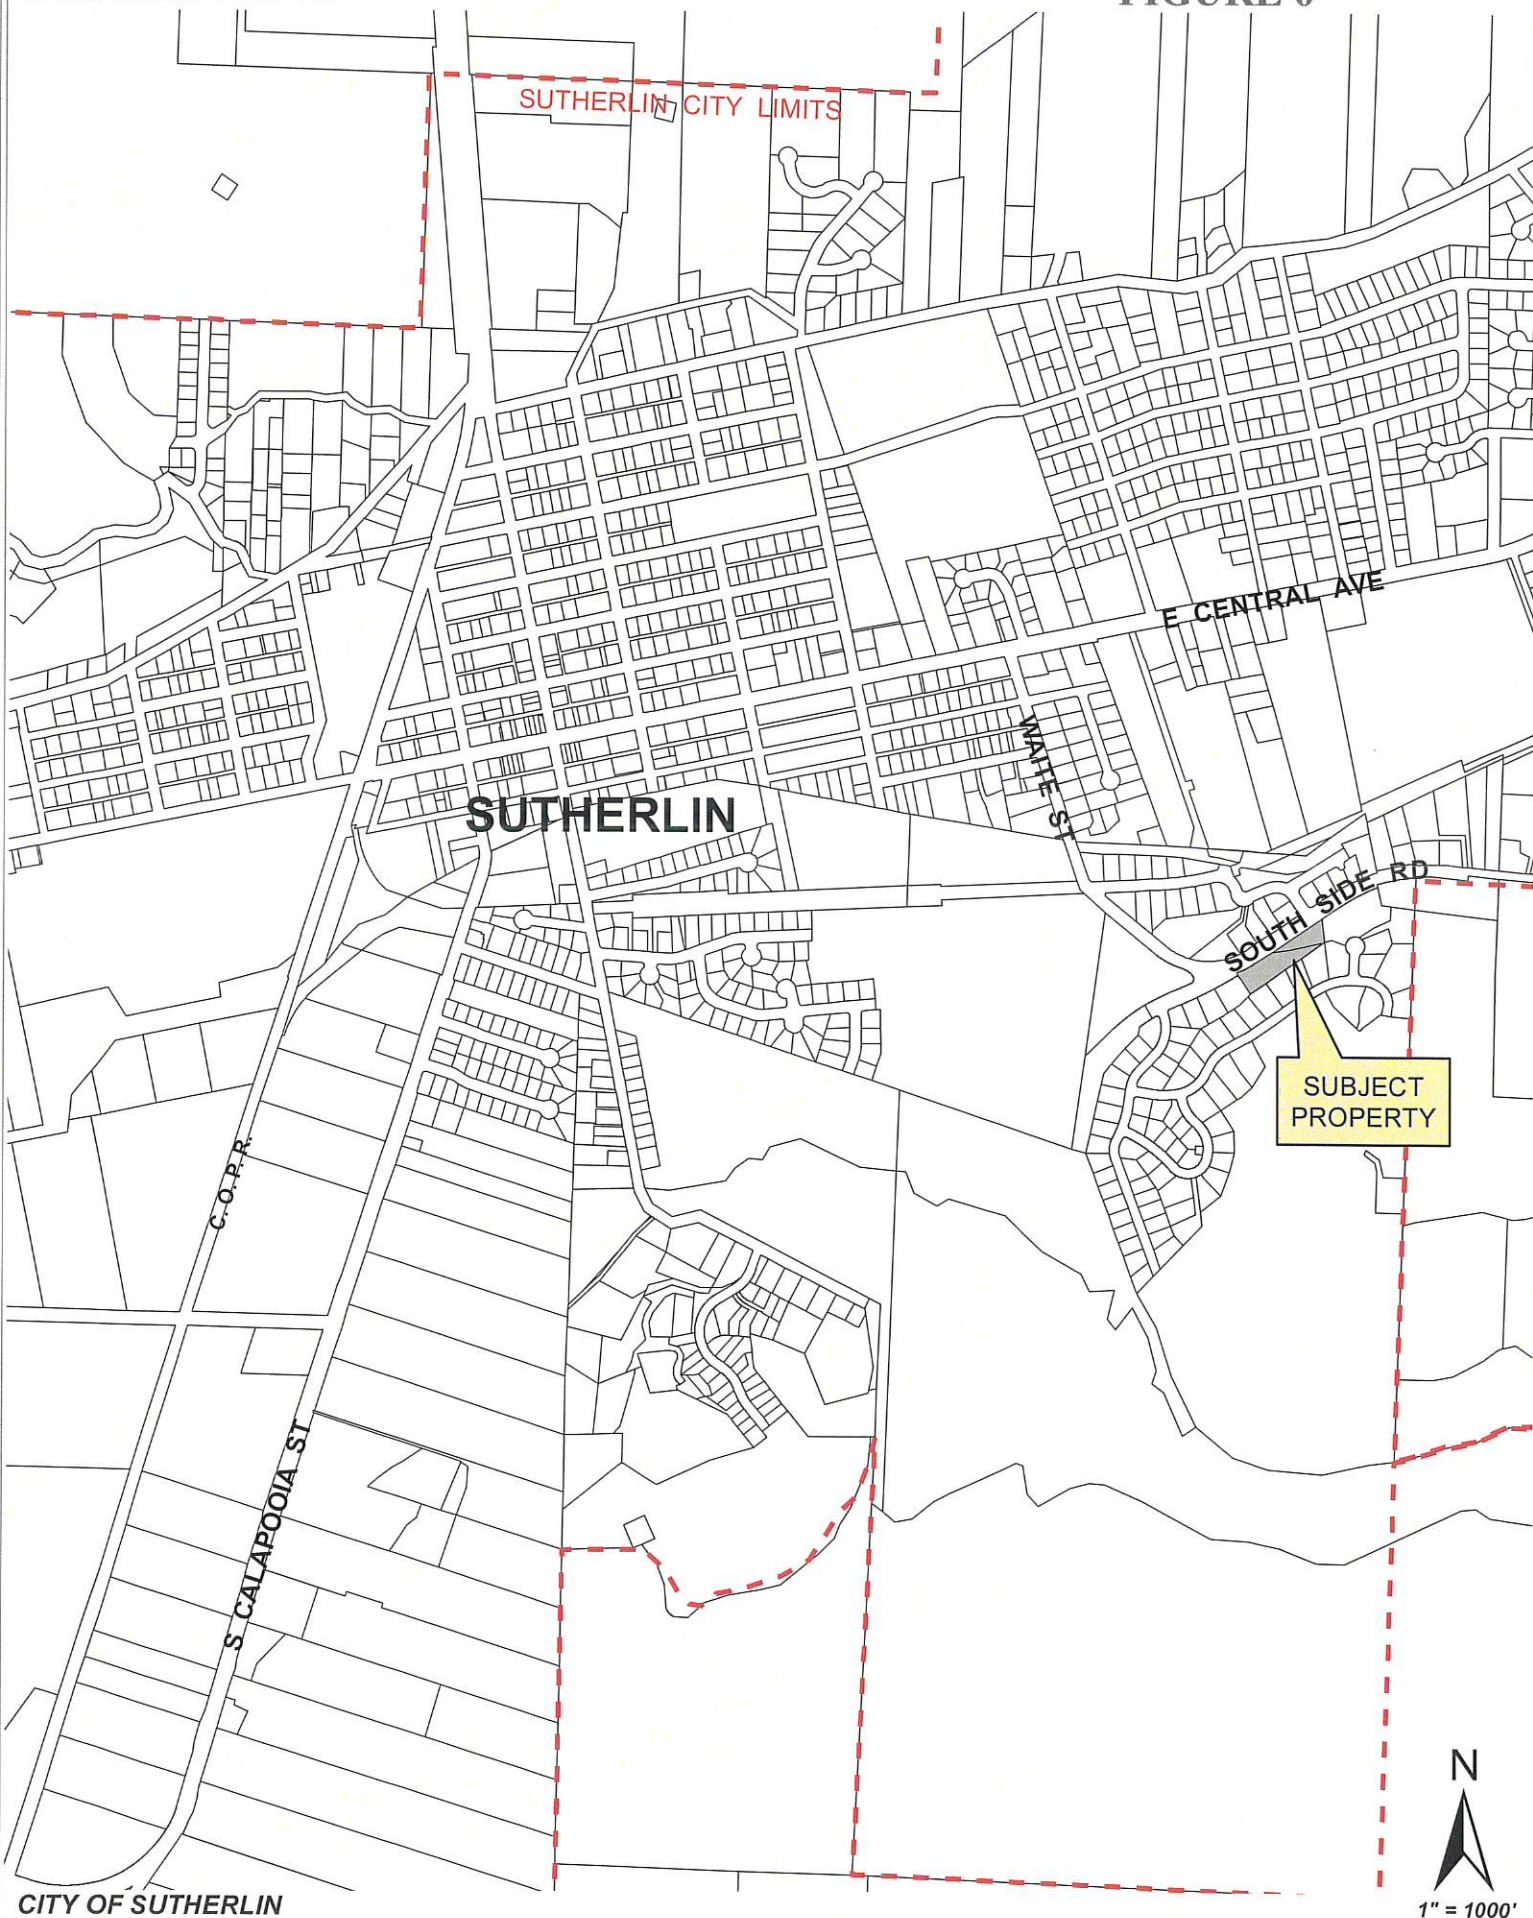 SUTHERLIN CITY LIMITS
E CENTRAL AVE
WAITE ST
SUTHERLIN
SOUTH SIDE RD
SUBJECT
PROPERTY
C. O. P. R.
S CALAPOOIA ST
N
CITY OF SUTHERLIN
1" = 1000'